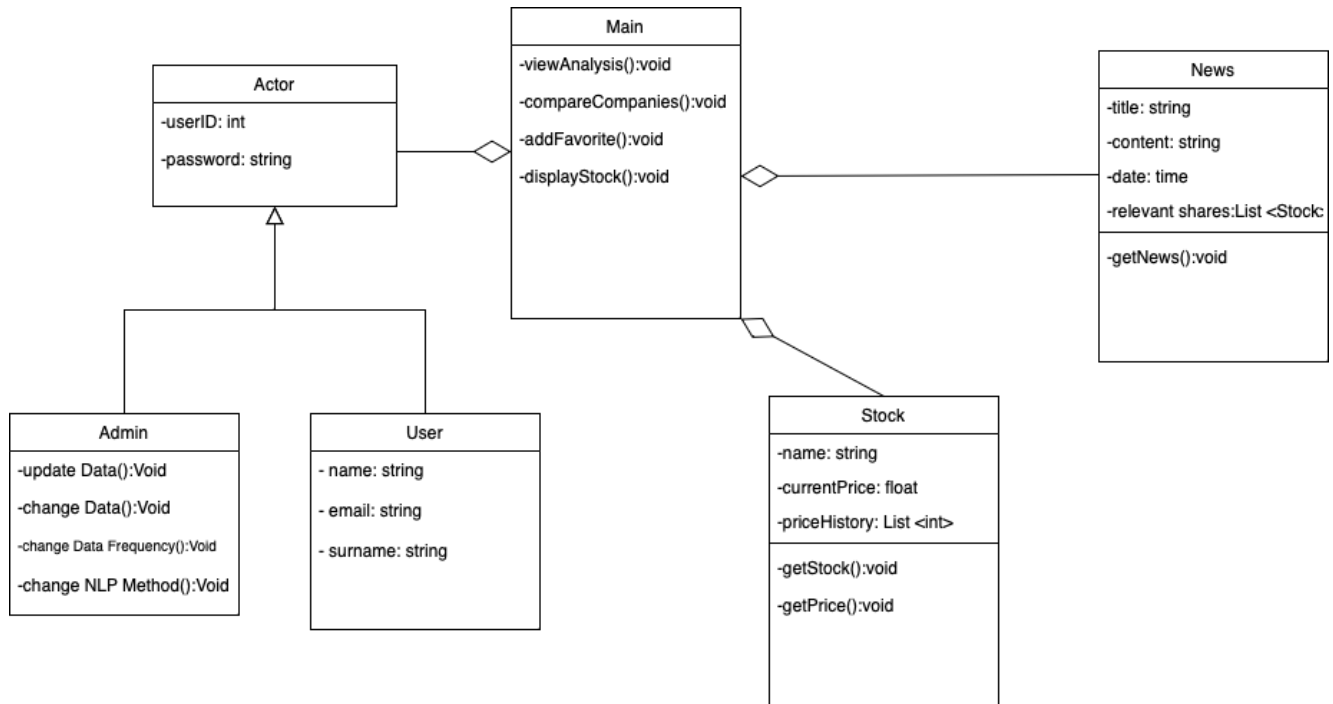 Main
-viewAnalysis():void
-compareCompanies():void
-addFavorite():void
-displayStock():void
Actor
-userID: int
-password: string
News
-title: string
-content: string
-date: time
-relevant shares:List <Stock
-getNews():void
Admin
-update Data():Void
-change Data():Void
-change Data Frequency():Void
-change NLP Method():Void
User
- name: string
- email: string
- surname: string
Stock
-name: string
-currentPrice: float
-priceHistory: List <int>
-getStock():void
-getPrice():void